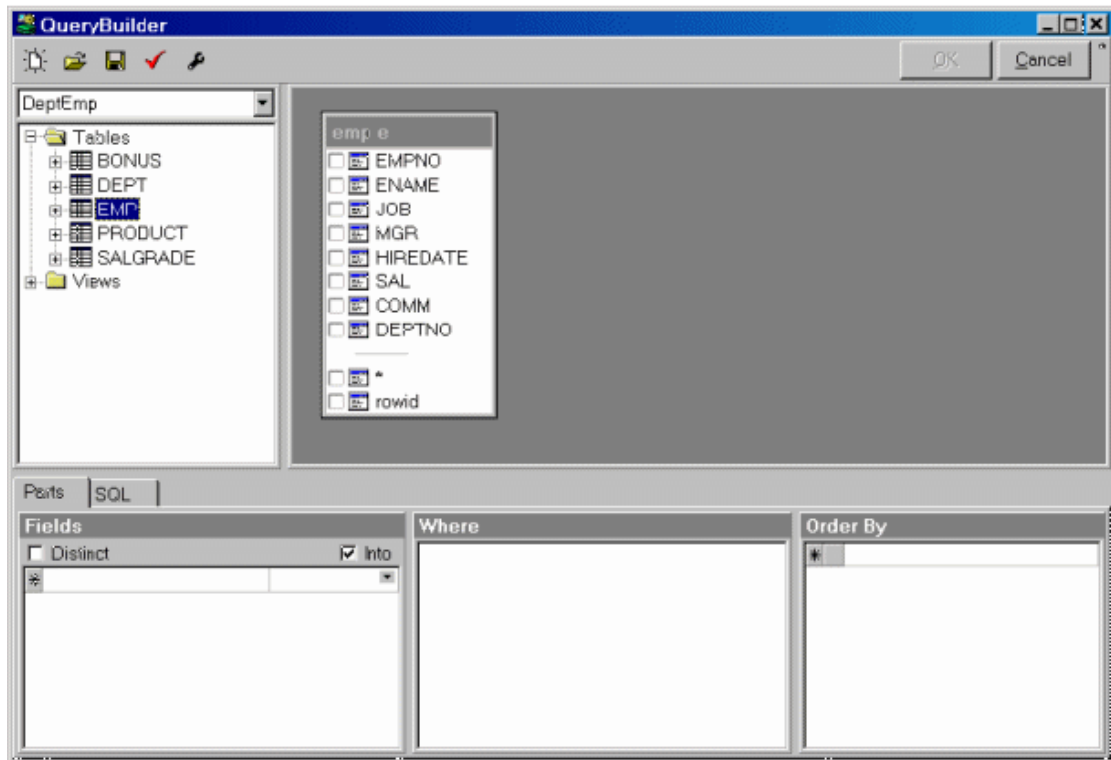 QueryBuilder
OK
Cancel
DeptEmp
Tables
BONUS
DEPT
EMP
PRODUCT
SALGRADE
Views
emp e
EMPNO
ENAME
JOB
MGR
HIREDATE
SAL
COMM
DEPTNO
*
rowid
Parts
SQL
Fields
Where
Order By
Distinct
Into